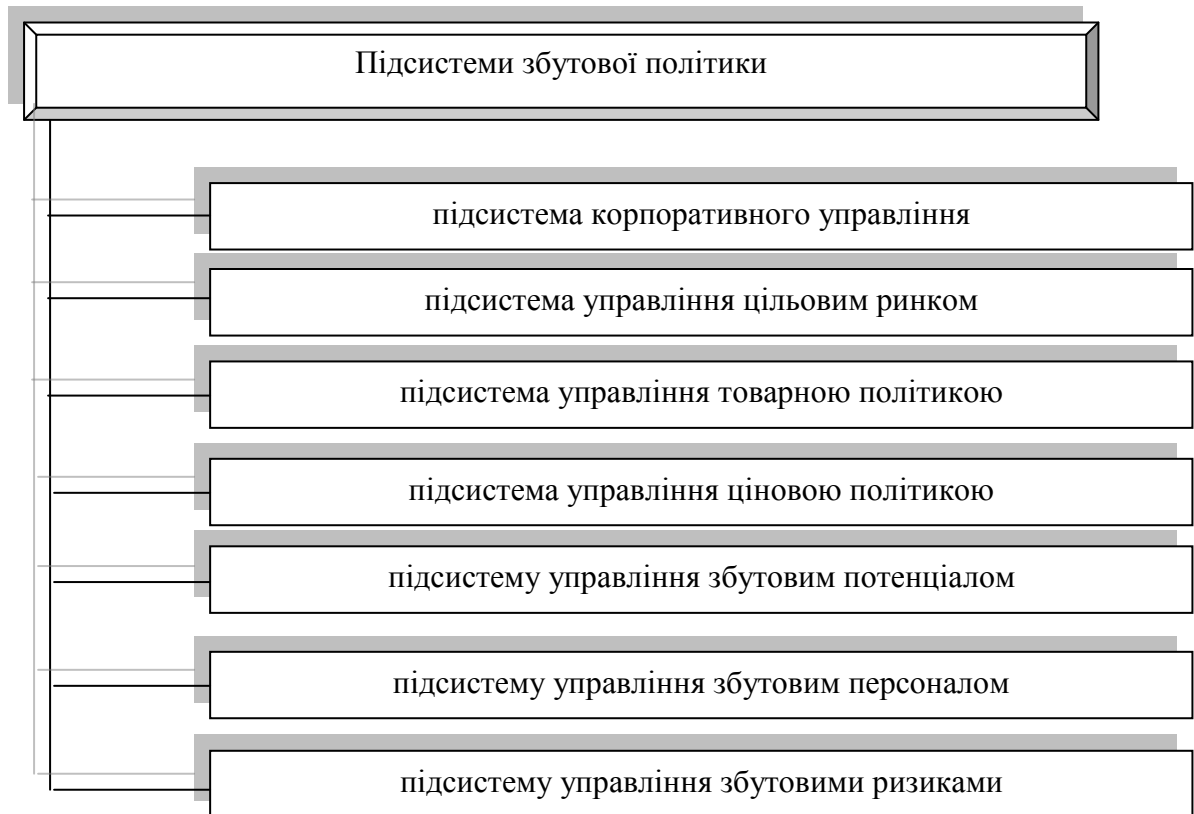 Підсистеми збутової політики
підсистема корпоративного управління
підсистема управління цільовим ринком
підсистема управління товарною політикою
підсистема управління ціновою політикою
підсистему управління збутовим потенціалом
підсистему управління збутовим персоналом
підсистему управління збутовими ризиками